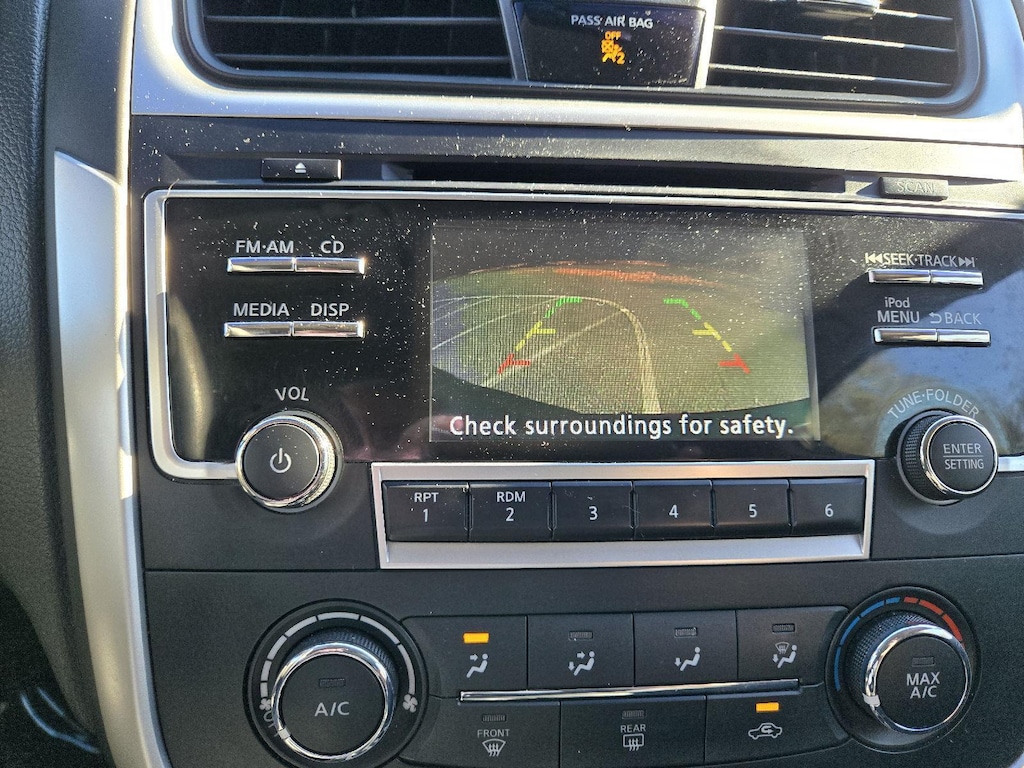 PASS AIR BAG
OFF
2
SCAN
FM·AM CD
SEEK·TRACK
MEDIA DISP
iPod
MENU BACK
VOL
TUNE·FOLDER
Check surroundings for safety.
ENTER
SETTING
RPT RDM
1 2 3 4 5 6
A/C
MAX
A/C
FRONT
REAR